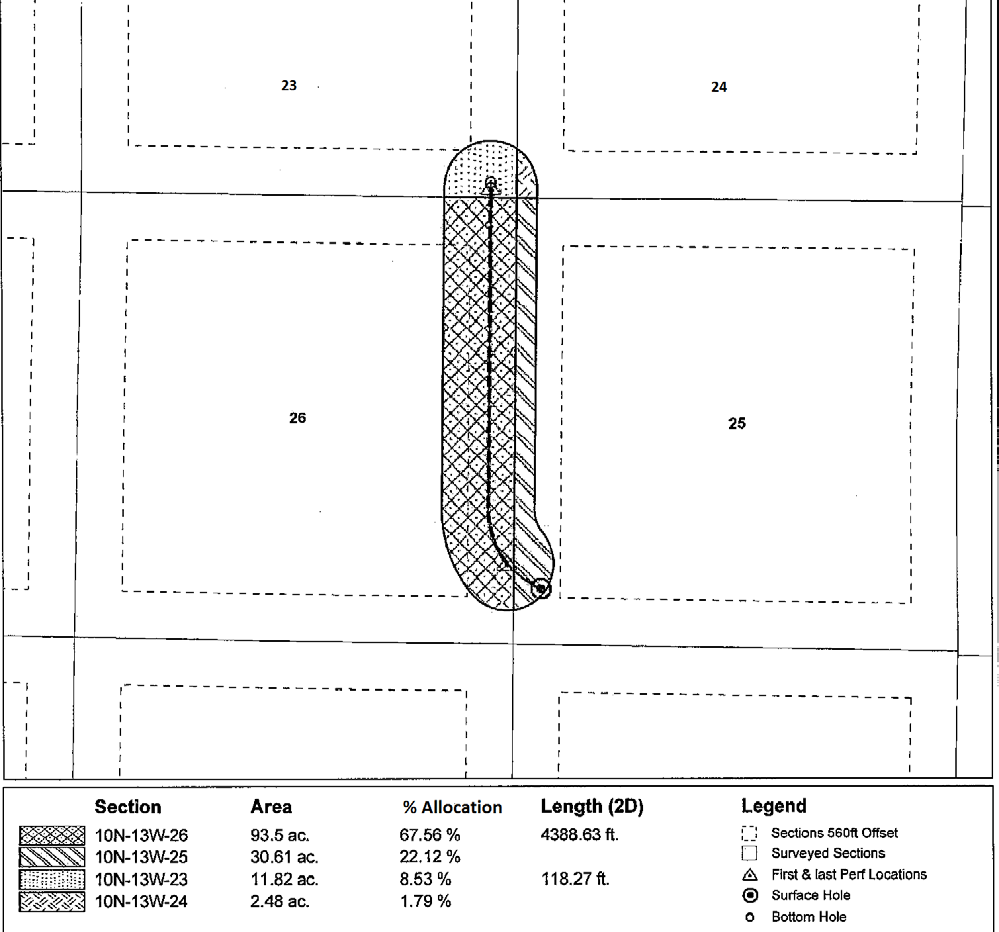 23
24
26
25
Section Area % Allocation Length (2D) Legend
10N-13W-26 93.5 ac. 67.56 % 4388.63 ft. Sections 560ft Offset
10N-13W-25 30.61 ac. 22.12 % Surveyed Sections
10N-13W-23 11.82 ac. 8.53 % 118.27 ft. First & last Perf Locations
10N-13W-24 2.48 ac. 1.79 % Surface Hole
Bottom Hole